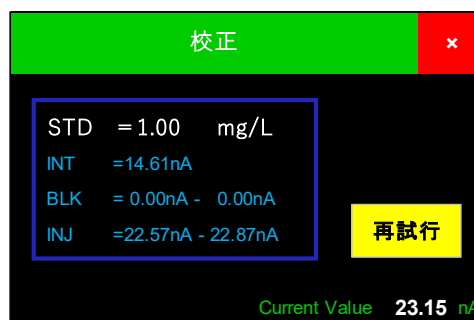 校正 ×
STD =1.00 mg/L
INT =14.61nA
BLK = 0.00nA - 0.00nA
INJ =22.57nA - 22.87nA
再試行
Current Value 23.15 nA